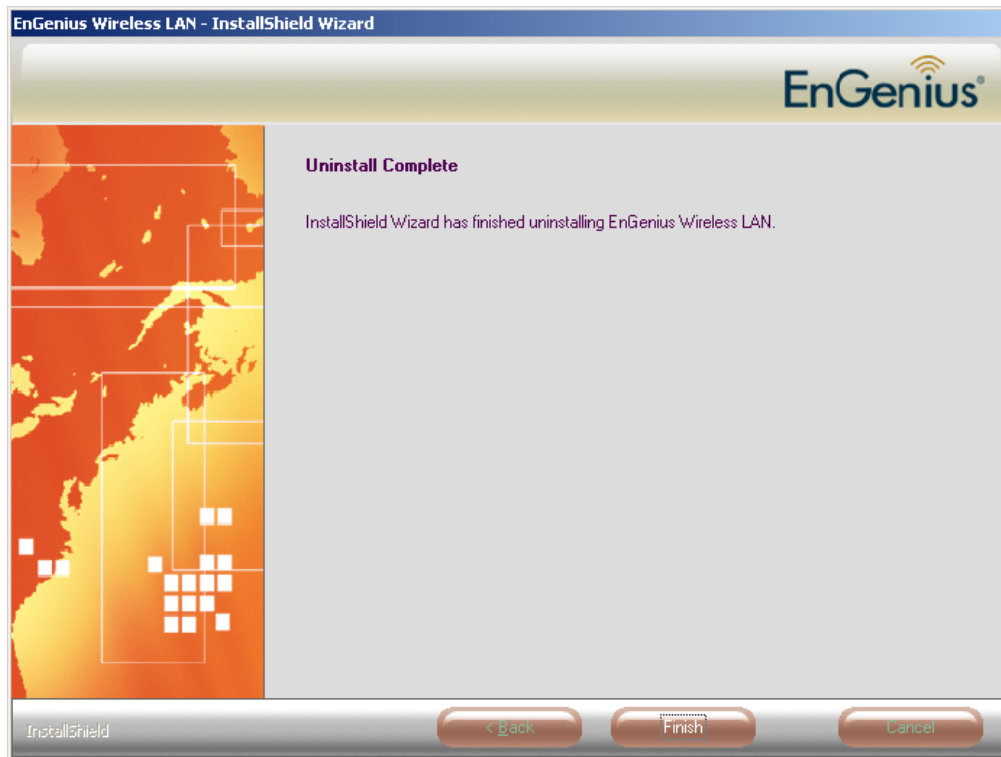 EnGenius Wireless LAN - InstallShield Wizard
EnGenius®
Uninstall Complete
InstallShield Wizard has finished uninstalling EnGenius Wireless LAN.
InstallShield
< Back
Finish
Cancel